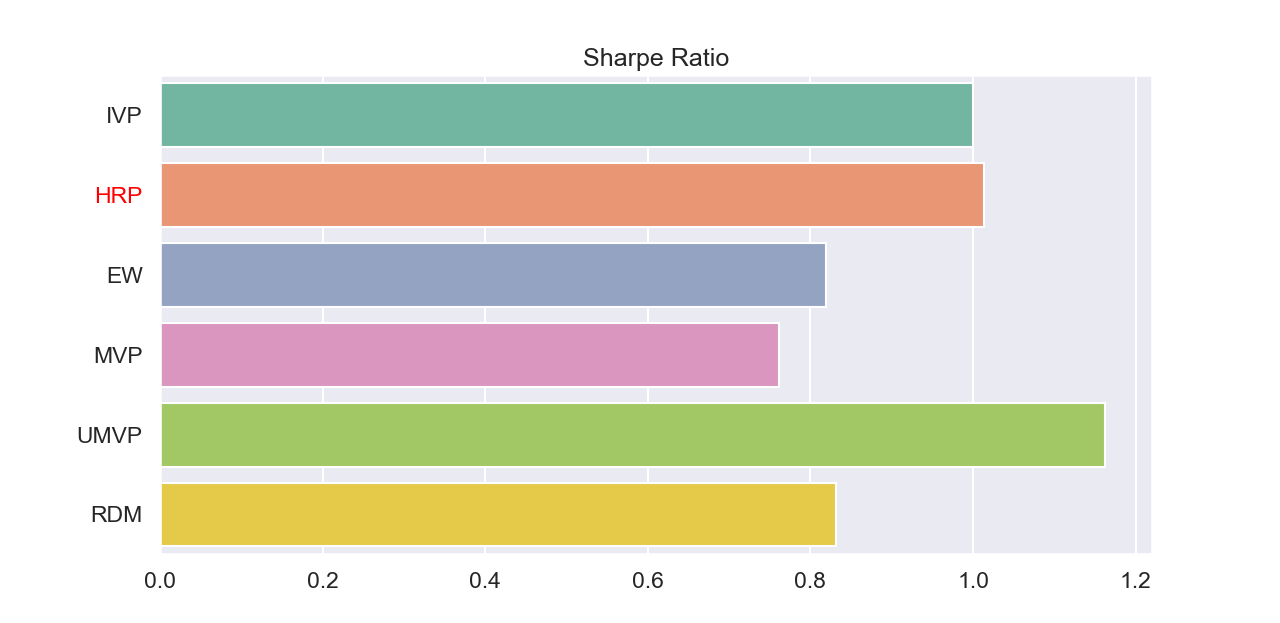 Sharpe Ratio
IVP
HRP
EW
MVP
UMVP
RDM
0.0 0.2 0.4 0.6 0.8 1.0 1.2